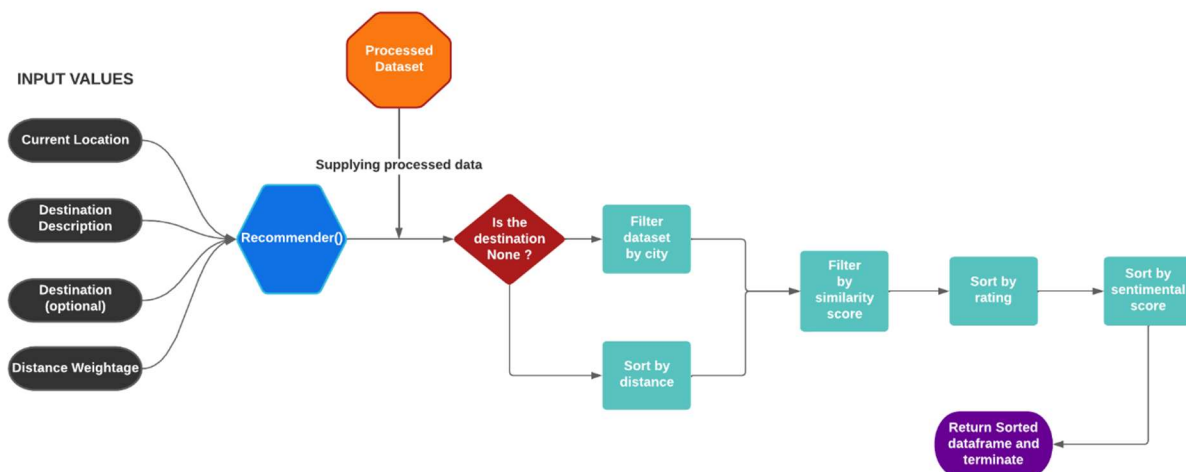 INPUT VALUES
Current Location
Destination
Description
Destination
(optional)
Distance Weightage
Recommender()
Processed
Dataset
Supplying processed data
Is the
destination
None ?
Filter
dataset
by city
Sort by
distance
Filter
by
similarity
score
Sort by
rating
Sort by
sentimental
score
Return Sorted
dataframe and
terminate